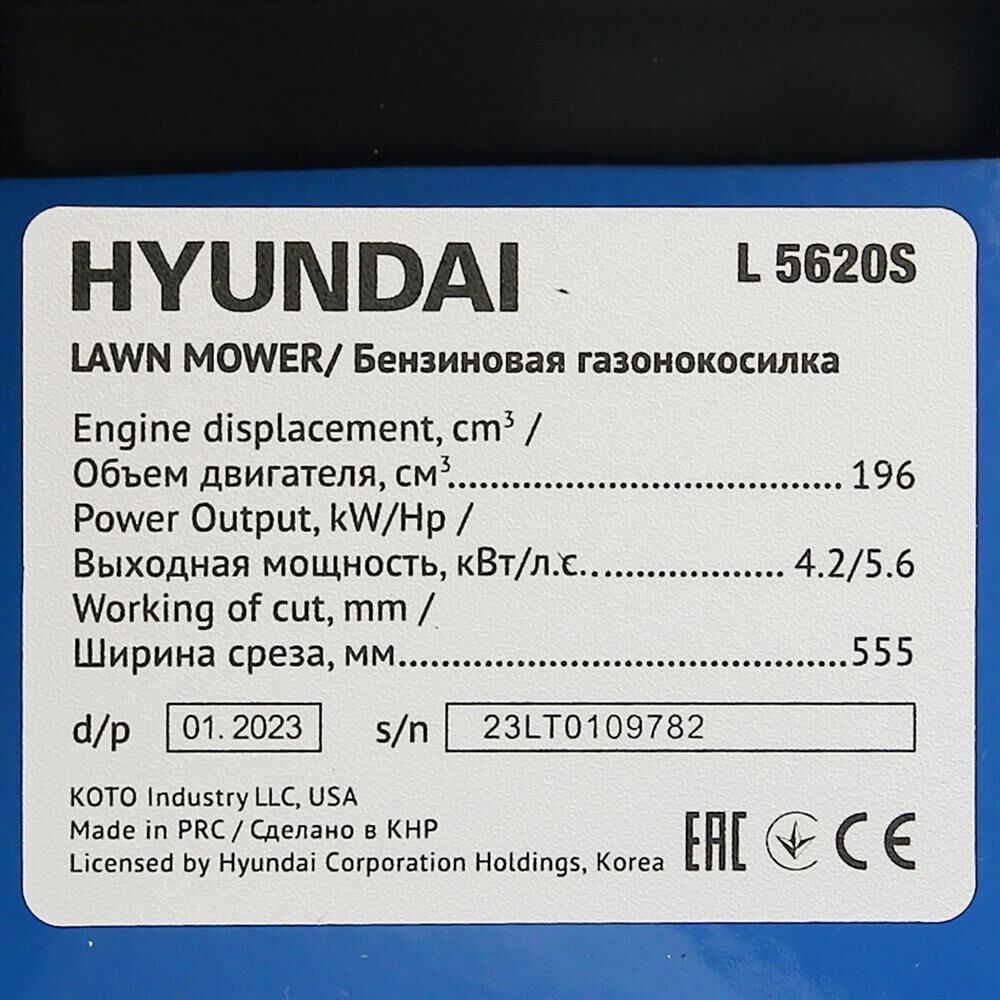 HYUNDAI L 5620S
LAWN MOWER/ Бензиновая газонокосилка
Engine displacement, cm³ /
Объем двигателя, см³.................................... 196
Power Output, kW/Hp /
Выходная мощность, кВт/л.с................... 4.2/5.6
Working of cut, mm /
Ширина среза, мм..........................................555
d/p 01.2023 s/n 23LT0109782
KOTO Industry LLC, USA
Made in PRC / Сделано в КНР
Licensed by Hyundai Corporation Holdings, Korea EAC CE